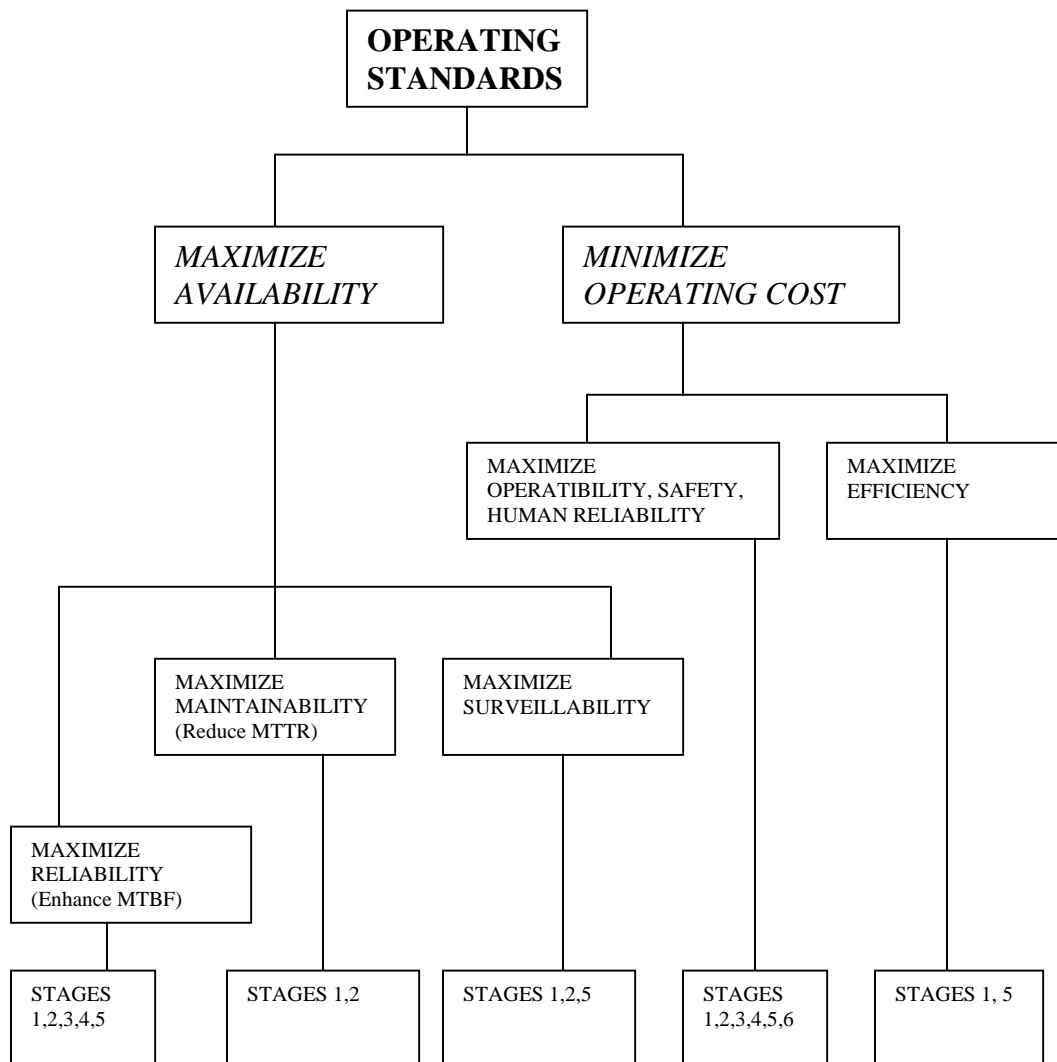 OPERATING
STANDARDS
MAXIMIZE
AVAILABILITY
MINIMIZE
OPERATING COST
MAXIMIZE
OPERATIBILITY, SAFETY,
HUMAN RELIABILITY
MAXIMIZE
EFFICIENCY
MAXIMIZE
MAINTAINABILITY
(Reduce MTTR)
MAXIMIZE
SURVEILLABILITY
MAXIMIZE
RELIABILITY
(Enhance MTBF)
STAGES
1,2,3,4,5
STAGES 1,2
STAGES 1,2,5
STAGES
1,2,3,4,5,6
STAGES 1, 5